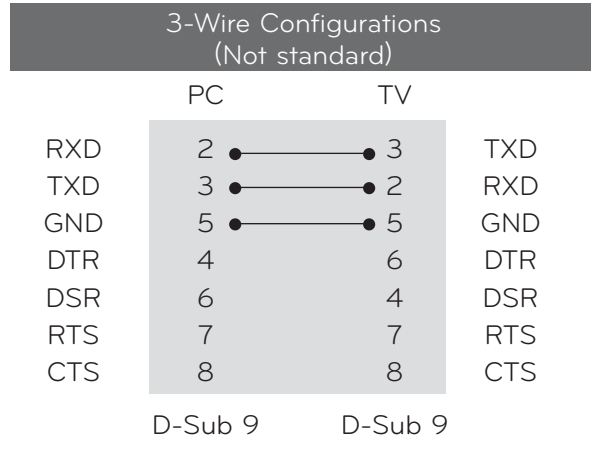 3-Wire Configurations
(Not standard)
PC TV
RXD 2 3 TXD
TXD 3 2 RXD
GND 5 5 GND
DTR 4 6 DTR
DSR 6 4 DSR
RTS 7 7 RTS
CTS 8 8 CTS
D-Sub 9 D-Sub 9